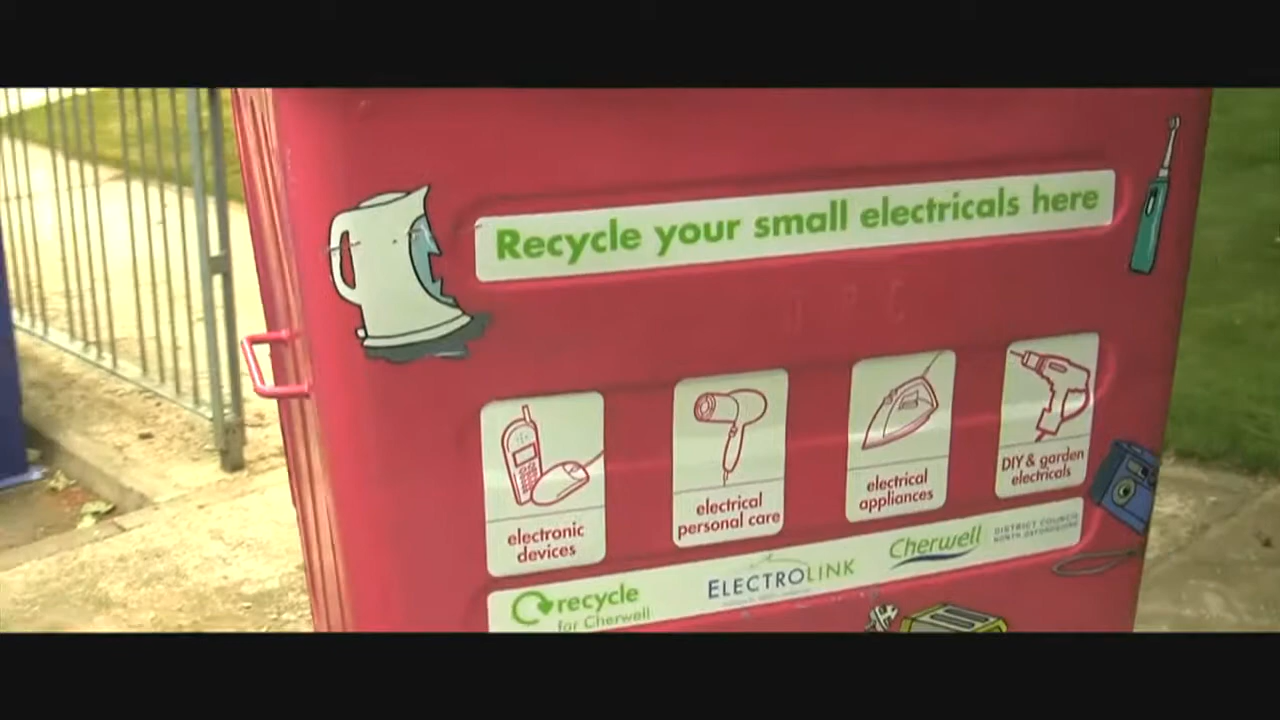 Recycle your small electricals here
electronic
devices
electrical
personal care
electrical
appliances
DIY & garden
electricals
recycle
for Cherwell
ELECTROLINK
Cherwell
DISTRICT COUNCIL
NORTH OXFORDSHIRE